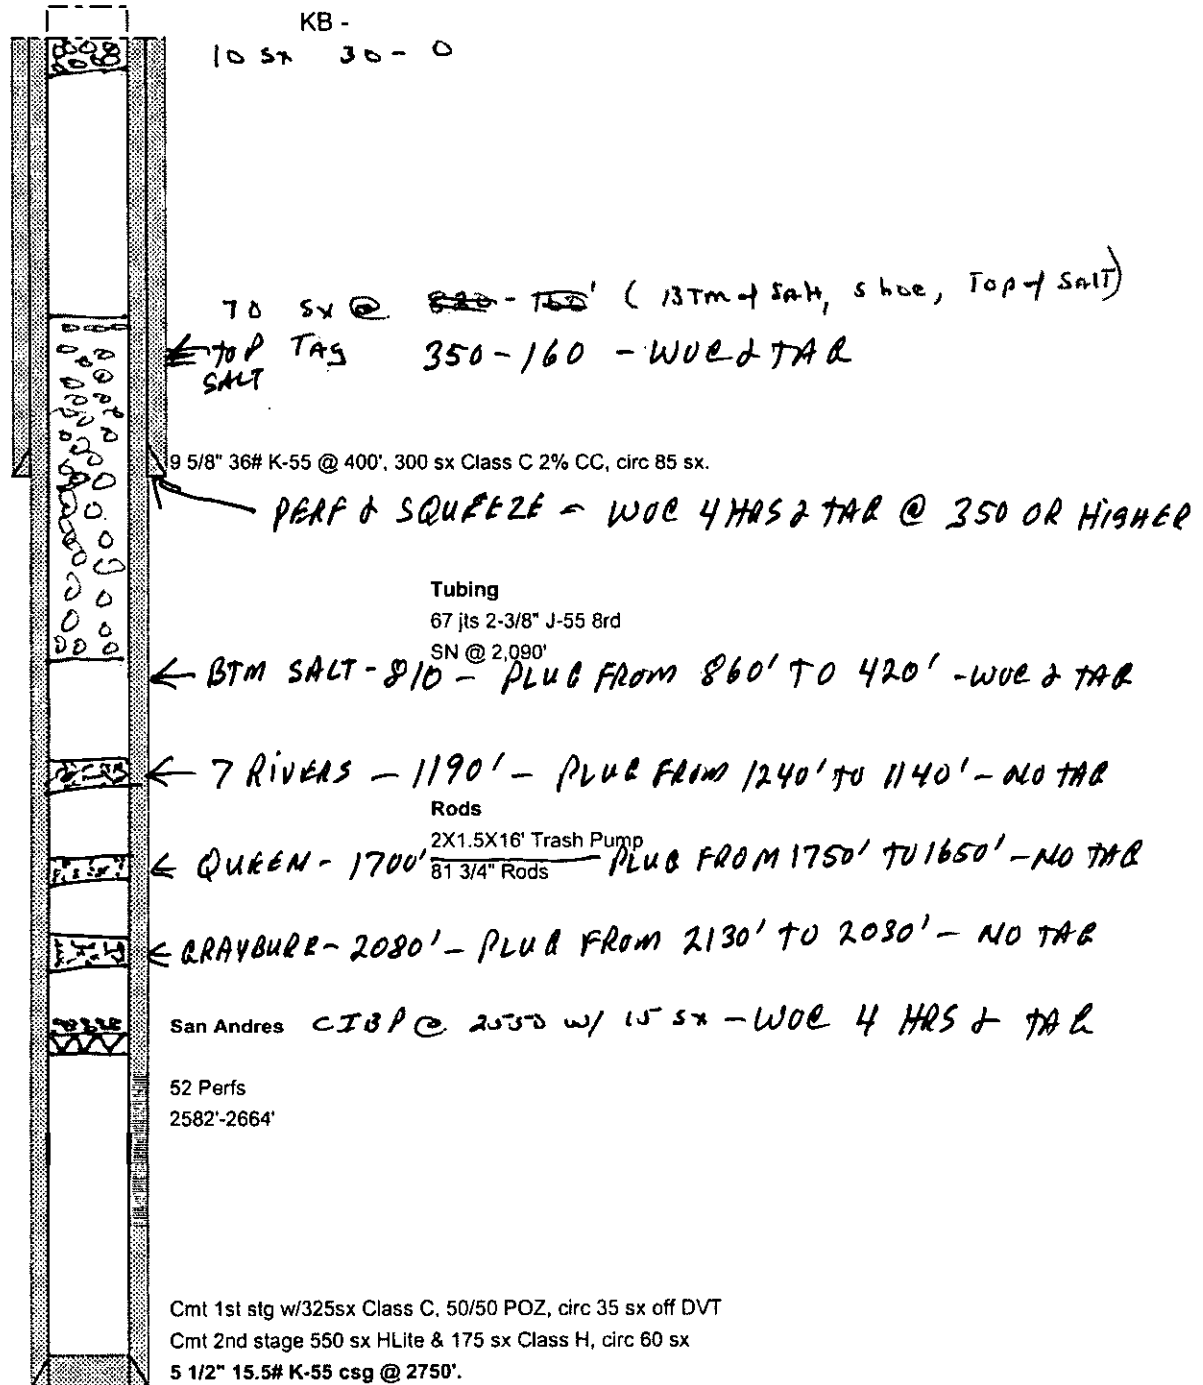 KB -
10 sx 30 - 0
70 sx @ 820 - 160' (BTm of SAlt, shoe, Top of SAlT)
TOP SALT TAg 350-160 - WOC & TAG
9 5/8" 36# K-55 @ 400', 300 sx Class C 2% CC, circ 85 sx.
PERF & SQUEEZE - WOC 4 HRS & TAG @ 350 OR HIGHER
Tubing
67 jts 2-3/8" J-55 8rd
SN @ 2,090'
BTM SALT - 810 - PLUG FROM 860' TO 420' - WOC & TAG
7 RIVERS - 1190' - PLUG FROM 1240' TO 1140' - NO TAG
Rods
2X1.5X16' Trash Pump
QUEEN - 1700' PLUG FROM 1750' TO 1650' - NO TAG
81 3/4" Rods
GRAYBURG - 2080' - PLUG FROM 2130' TO 2030' - NO TAG
San Andres CIBP @ 2550 w/ 15 sx - WOC 4 HRS & TAG
52 Perfs
2582'-2664'
Cmt 1st stg w/325sx Class C, 50/50 POZ, circ 35 sx off DVT
Cmt 2nd stage 550 sx HLite & 175 sx Class H, circ 60 sx
5 1/2" 15.5# K-55 csg @ 2750'.